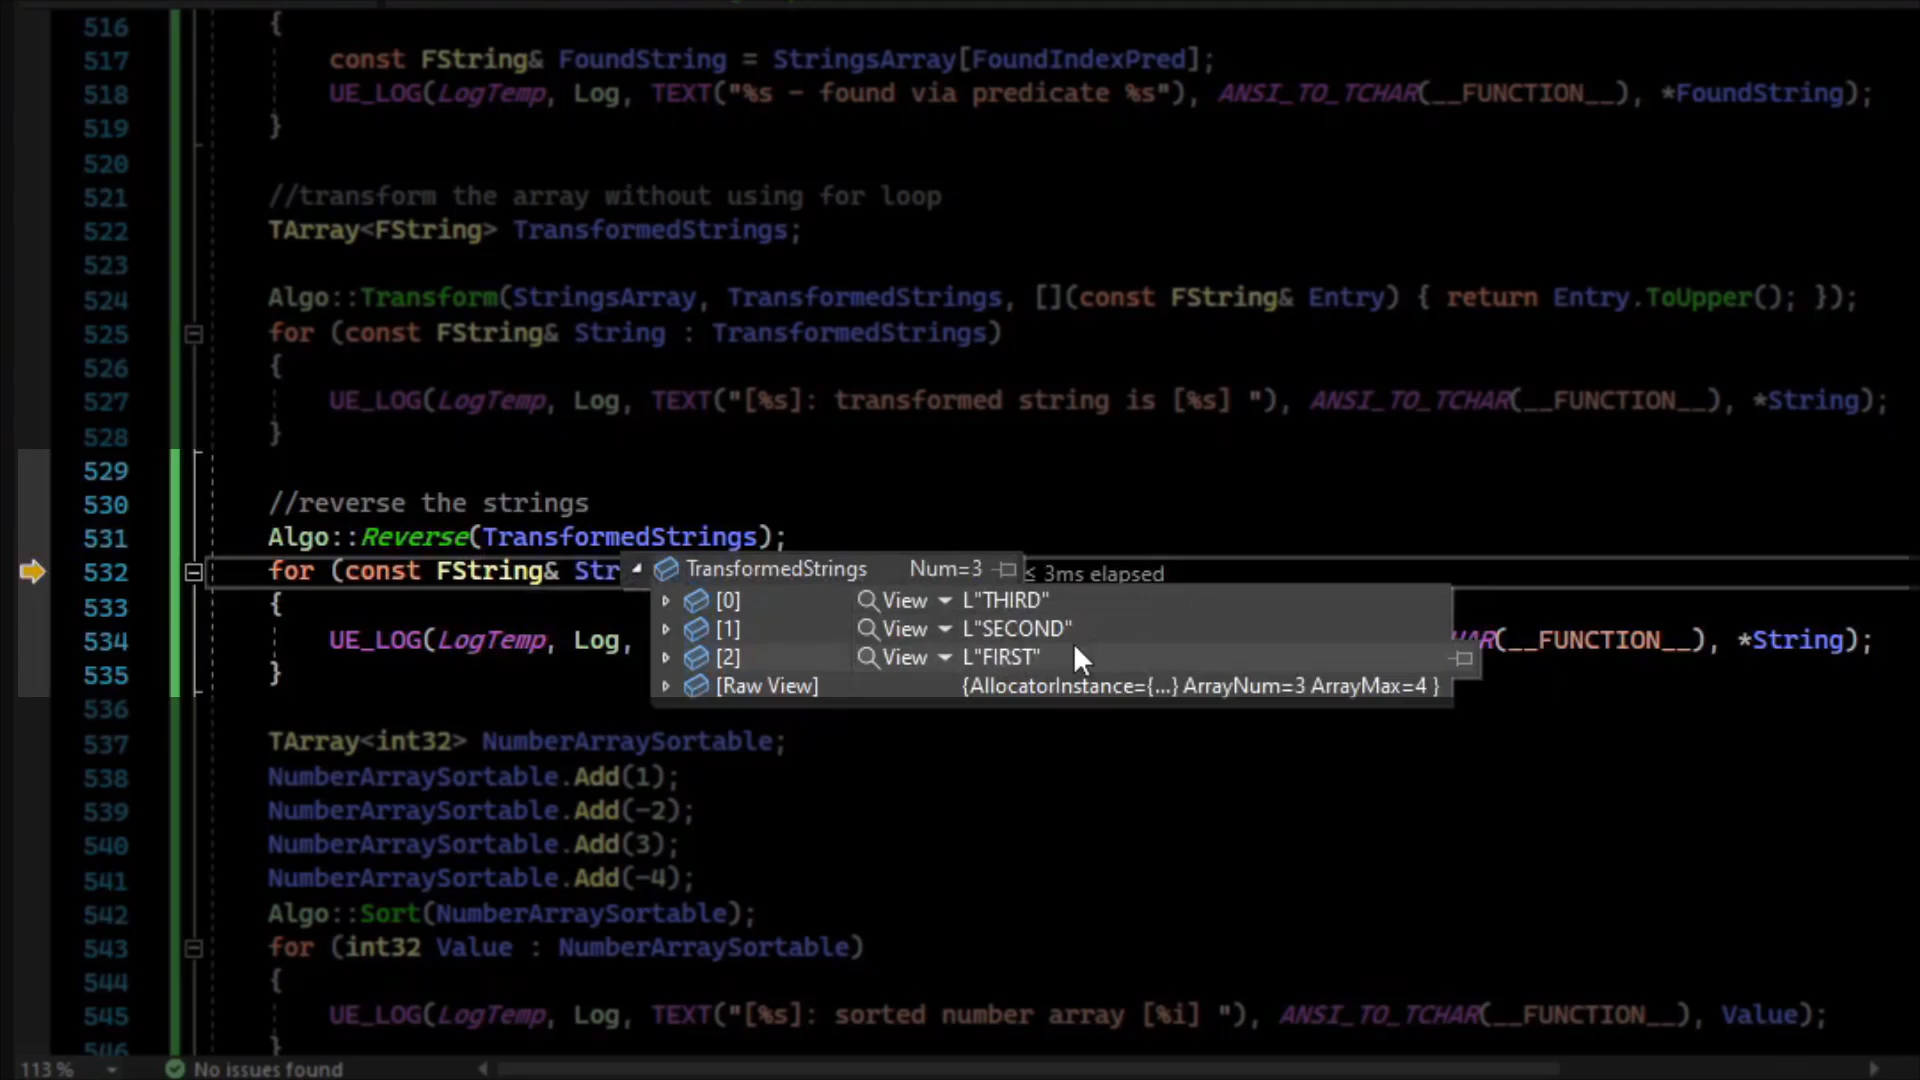 516 {
517 const FString& FoundString = StringsArray[FoundIndexPred];
518 UE_LOG(LogTemp, Log, TEXT("%s - found via predicate %s"), ANSI_TO_TCHAR(__FUNCTION__), *FoundString);
519 }
520
521 //transform the array without using for loop
522 TArray<FString> TransformedStrings;
523
524 Algo::Transform(StringsArray, TransformedStrings, [](const FString& Entry) { return Entry.ToUpper(); });
525 for (const FString& String : TransformedStrings)
526 {
527 UE_LOG(LogTemp, Log, TEXT("[%s]: transformed string is [%s] "), ANSI_TO_TCHAR(__FUNCTION__), *String);
528 }
529
530 //reverse the strings
531 Algo::Reverse(TransformedStrings);
532 for (const FString& Str TransformedStrings Num=3 ≤ 3ms elapsed
533 { [0] View L"THIRD"
[1] View L"SECOND"
534 UE_LOG(LogTemp, Log, HAR(__FUNCTION__), *String);
[2] View L"FIRST"
535 } [Raw View] {AllocatorInstance={...} ArrayNum=3 ArrayMax=4 }
536
537 TArray<int32> NumberArraySortable;
538 NumberArraySortable.Add(1);
539 NumberArraySortable.Add(-2);
540 NumberArraySortable.Add(3);
541 NumberArraySortable.Add(-4);
542 Algo::Sort(NumberArraySortable);
543 for (int32 Value : NumberArraySortable)
544 {
545 UE_LOG(LogTemp, Log, TEXT("[%s]: sorted number array [%i] "), ANSI_TO_TCHAR(__FUNCTION__), Value);
546 }
113 % No issues found